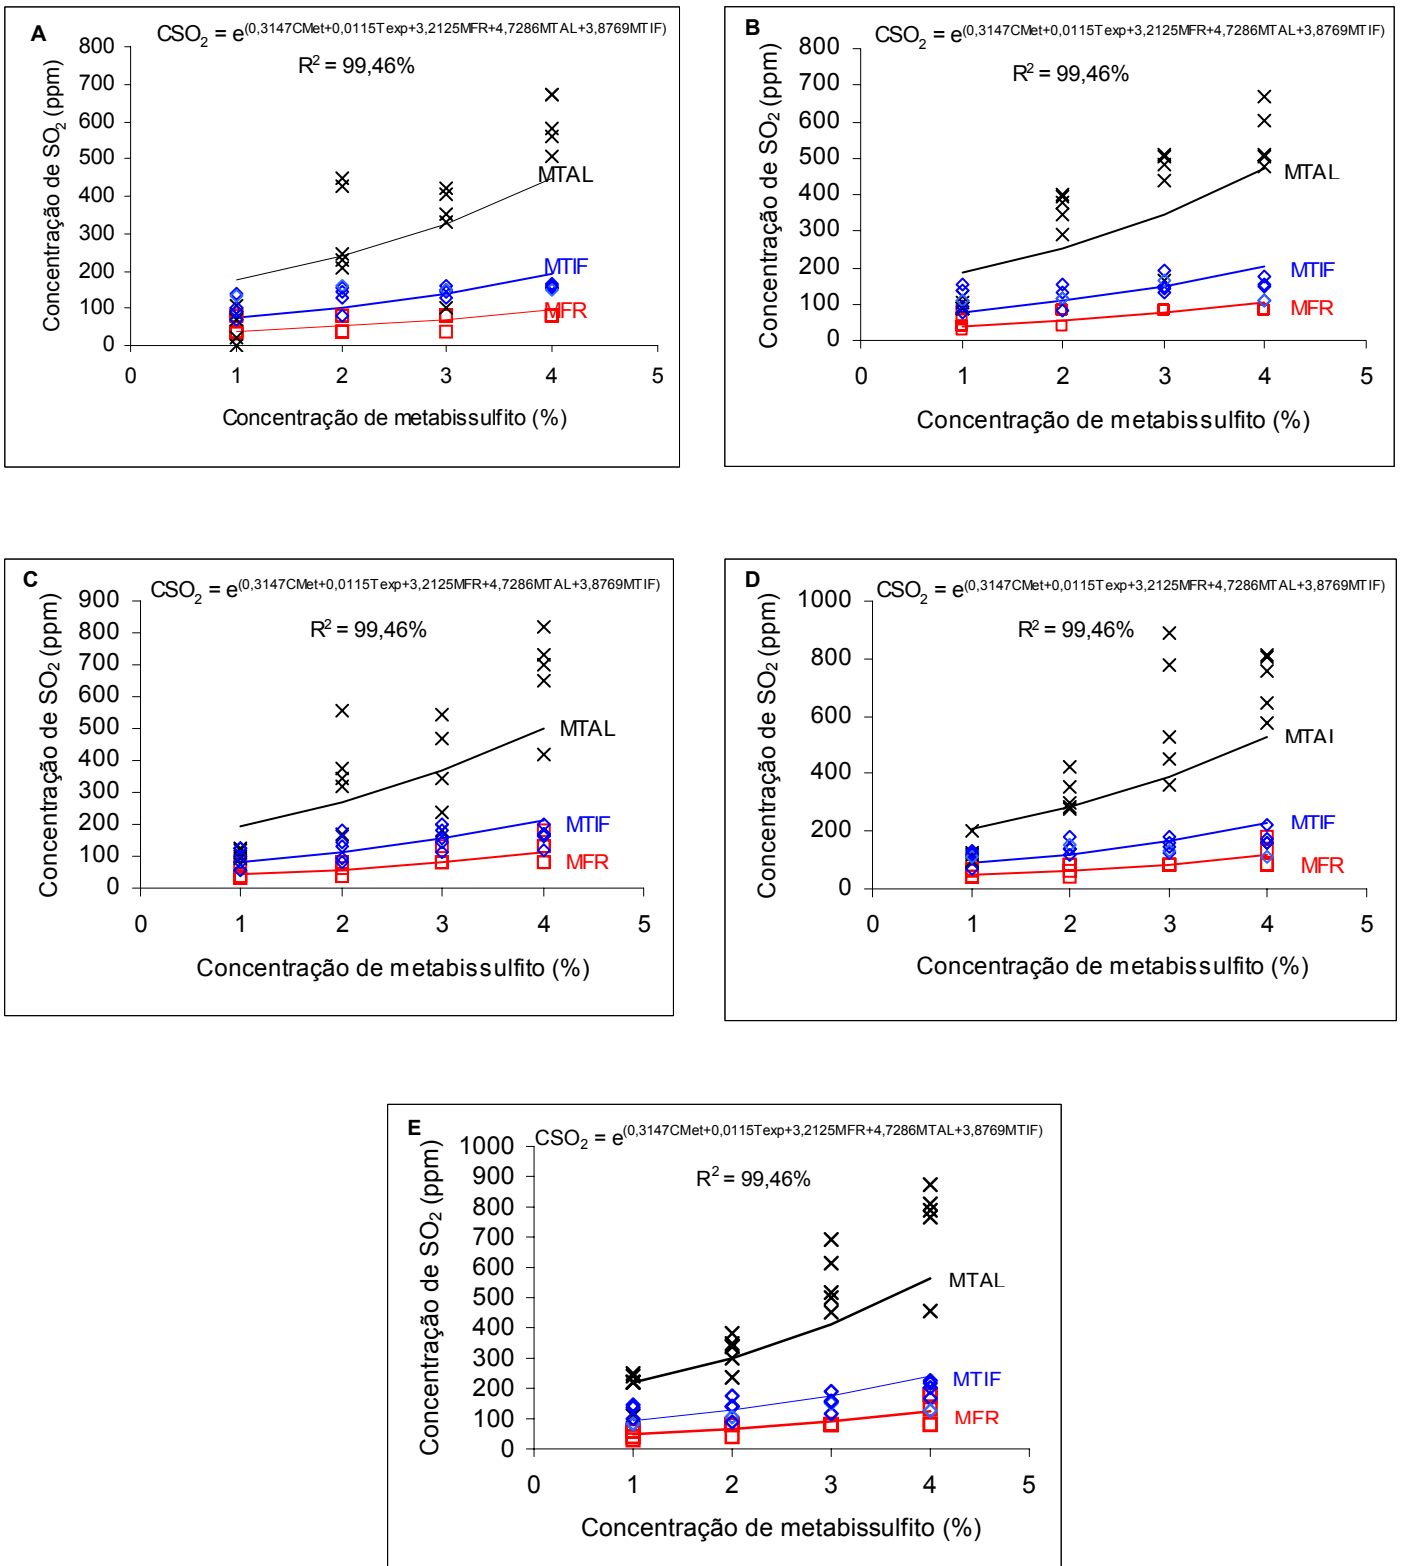 A
CSO2 = e(0,3147CMet+0,0115Texp+3,2125MFR+4,7286MTAL+3,8769MTIF)
R2 = 99,46%
Concentração de SO2 (ppm)
800
700
600
500
400
300
200
100
0
MTAL
MTIF
MFR
0 1 2 3 4 5
Concentração de metabissulfito (%)
B
CSO2 = e(0,3147CMet+0,0115Texp+3,2125MFR+4,7286MTAL+3,8769MTIF)
R2 = 99,46%
Concentração de SO2 (ppm)
800
700
600
500
400
300
200
100
0
MTAL
MTIF
MFR
0 1 2 3 4 5
Concentração de metabissulfito (%)
C
CSO2 = e(0,3147CMet+0,0115Texp+3,2125MFR+4,7286MTAL+3,8769MTIF)
R2 = 99,46%
Concentração de SO2 (ppm)
900
800
700
600
500
400
300
200
100
0
MTAL
MTIF
MFR
0 1 2 3 4 5
Concentração de metabissulfito (%)
D
CSO2 = e(0,3147CMet+0,0115Texp+3,2125MFR+4,7286MTAL+3,8769MTIF)
R2 = 99,46%
Concentração de SO2 (ppm)
1000
800
600
400
200
0
MTAL
MTIF
MFR
0 1 2 3 4 5
Concentração de metabissulfito (%)
E
CSO2 = e(0,3147CMet+0,0115Texp+3,2125MFR+4,7286MTAL+3,8769MTIF)
R2 = 99,46%
Concentração de SO2 (ppm)
1000
900
800
700
600
500
400
300
200
100
0
MTAL
MTIF
MFR
0 1 2 3 4 5
Concentração de metabissulfito (%)